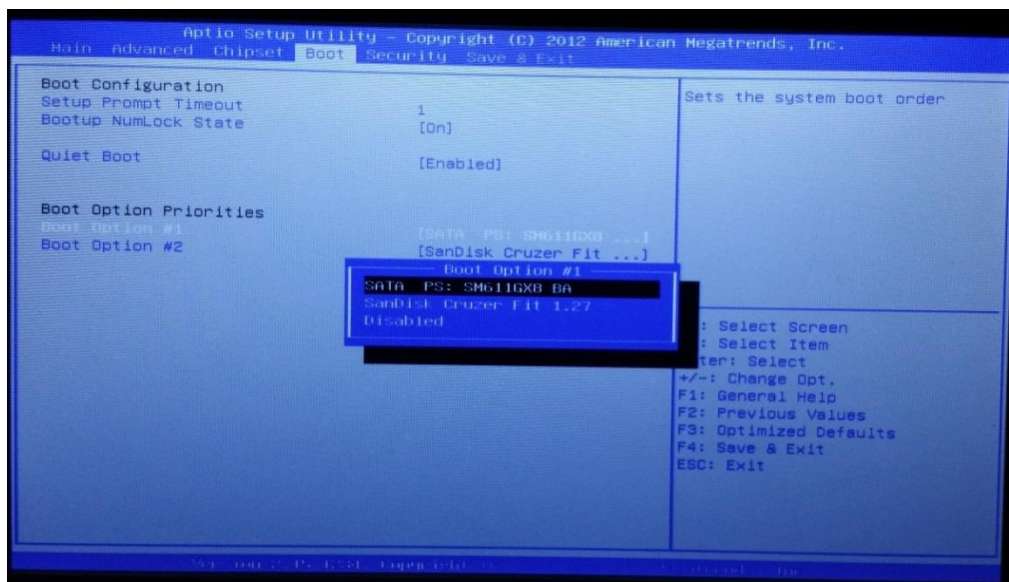 Aptio Setup Utility - Copyright (C) 2012 American Megatrends, Inc.
Main Advanced Chipset Boot Security Save & Exit
Boot Configuration
Setup Prompt Timeout 1
Bootup NumLock State [On]
Quiet Boot [Enabled]
Boot Option Priorities
Boot Option #1 [SATA PS: SM611GXB ...]
Boot Option #2 [SanDisk Cruzer Fit ...]
Boot Option #1
SATA PS: SM611GXB BA
SanDisk Cruzer Fit 1.27
Disabled
Sets the system boot order
: Select Screen
: Select Item
ter: Select
+/-: Change Opt.
F1: General Help
F2: Previous Values
F3: Optimized Defaults
F4: Save & Exit
ESC: Exit